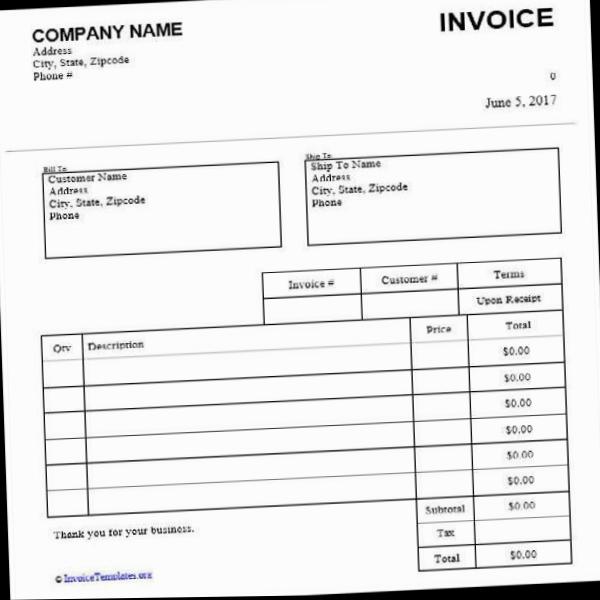 COMPANY NAME
Address
City, State, Zipcode
Phone #
INVOICE
0
June 5, 2017
Bill To:
Customer Name
Address
City, State, Zipcode
Phone
Ship To:
Ship To Name
Address
City, State, Zipcode
Phone
Invoice # Customer # Terms
Upon Receipt
Qty Description Price Total
$0.00
$0.00
$0.00
$0.00
$0.00
$0.00
Subtotal $0.00
Tax
Total $0.00
Thank you for your business.
© InvoiceTemplates.org